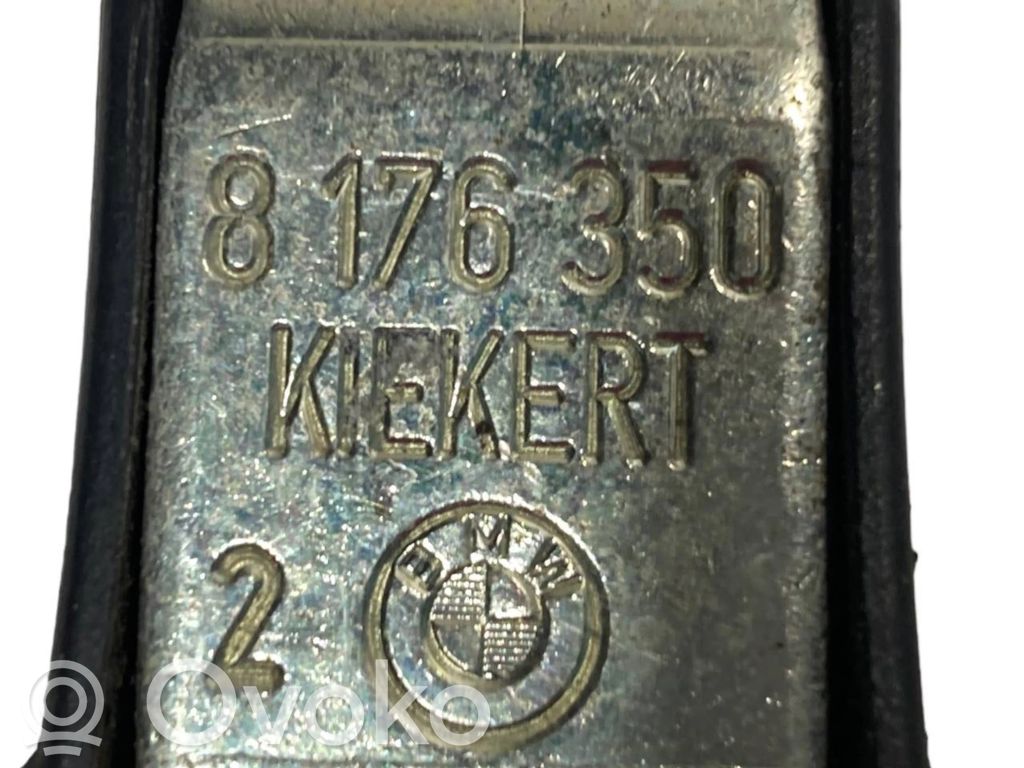 8 176 350
KIEKERT
2 BMW
Ovoko